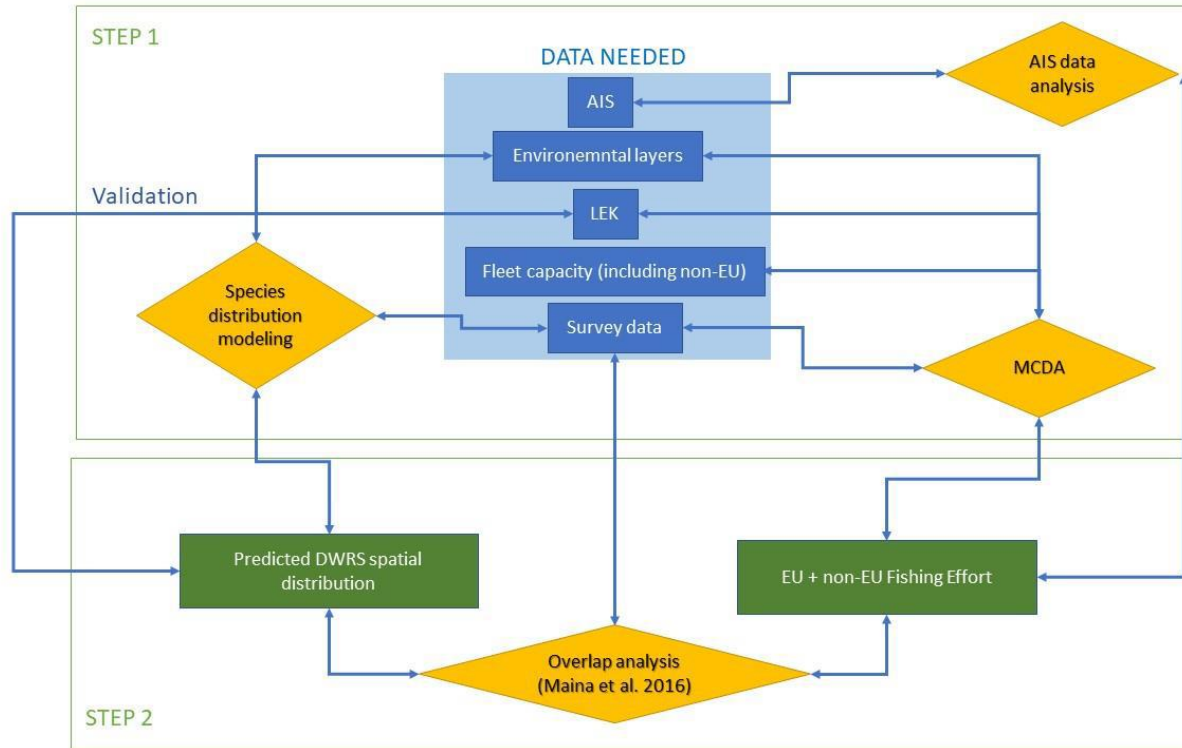 STEP 1
DATA NEEDED
AIS data
analysis
AIS
Environemntal layers
Validation
LEK
Fleet capacity (including non-EU)
Species
distribution
modeling
Survey data
MCDA
Predicted DWRS spatial
distribution
EU + non-EU Fishing Effort
Overlap analysis
(Maina et al. 2016)
STEP 2